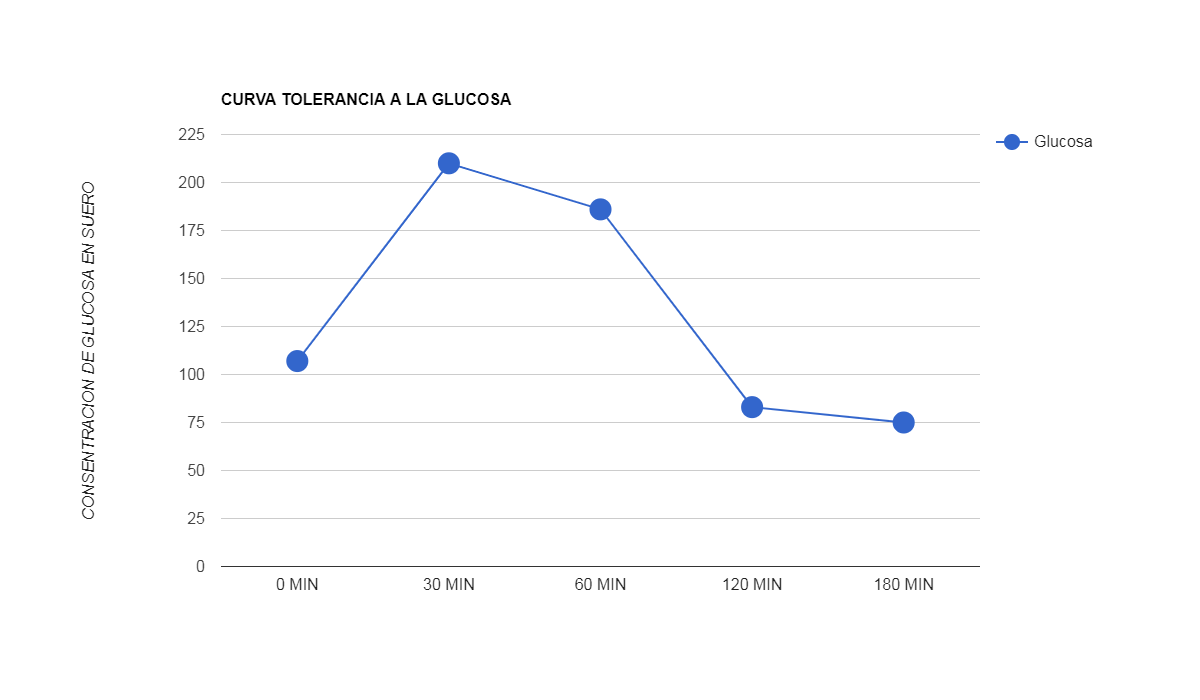 CURVA TOLERANCIA A LA GLUCOSA
Glucosa
CONSENTRACION DE GLUCOSA EN SUERO
225
200
175
150
125
100
75
50
25
0
0 MIN 30 MIN 60 MIN 120 MIN 180 MIN